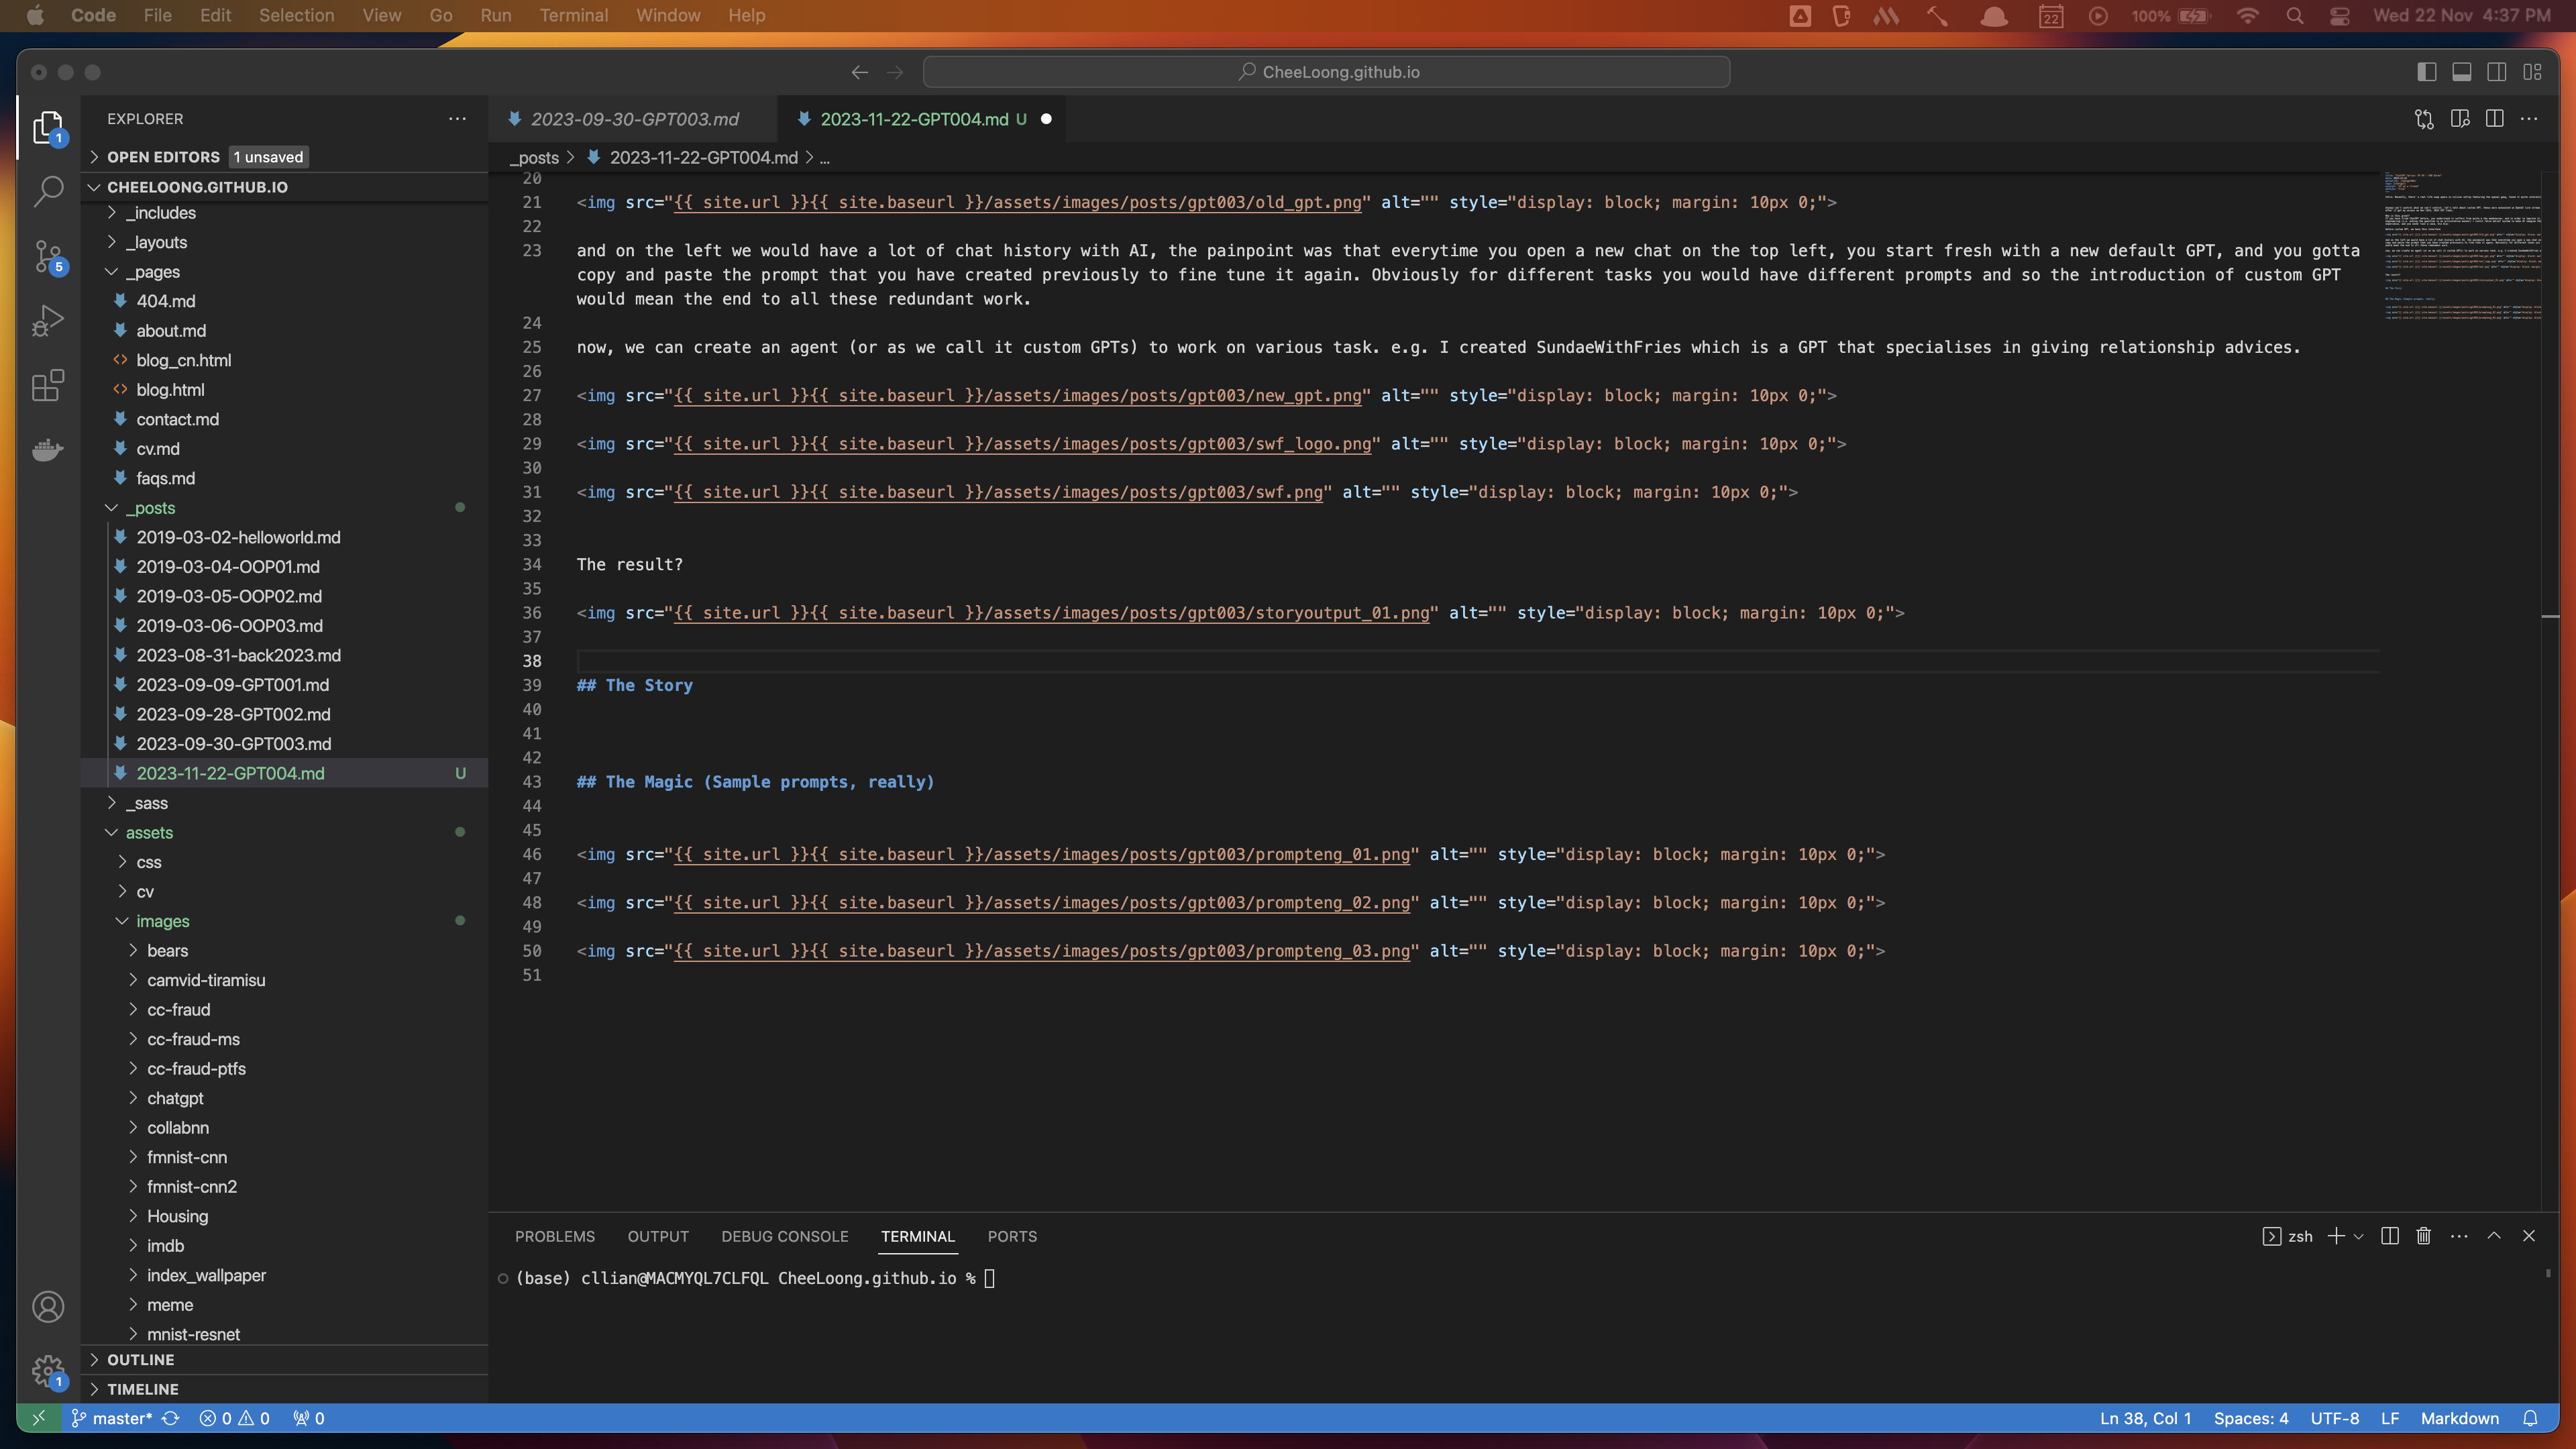 Code File Edit Selection View Go Run Terminal Window Help 22 100% Wed 22 Nov 4:37 PM
CheeLoong.github.io
EXPLORER
1
OPEN EDITORS 1 unsaved
CHEELOONG.GITHUB.IO
_includes
_layouts
5
_pages
404.md
about.md
blog_cn.html
blog.html
contact.md
cv.md
faqs.md
_posts
2019-03-02-helloworld.md
2019-03-04-OOP01.md
2019-03-05-OOP02.md
2019-03-06-OOP03.md
2023-08-31-back2023.md
2023-09-09-GPT001.md
2023-09-28-GPT002.md
2023-09-30-GPT003.md
2023-11-22-GPT004.md U
_sass
assets
css
cv
images
bears
camvid-tiramisu
cc-fraud
cc-fraud-ms
cc-fraud-ptfs
chatgpt
collabnn
fmnist-cnn
fmnist-cnn2
Housing
imdb
index_wallpaper
meme
mnist-resnet
OUTLINE
1
TIMELINE
2023-09-30-GPT003.md 2023-11-22-GPT004.md U
_posts > 2023-11-22-GPT004.md > ...
20
21 <img src="{{ site.url }}{{ site.baseurl }}/assets/images/posts/gpt003/old_gpt.png" alt="" style="display: block; margin: 10px 0;">
22
23 and on the left we would have a lot of chat history with AI, the painpoint was that everytime you open a new chat on the top left, you start fresh with a new default GPT, and you gotta
copy and paste the prompt that you have created previously to fine tune it again. Obviously for different tasks you would have different prompts and so the introduction of custom GPT
would mean the end to all these redundant work.
24
25 now, we can create an agent (or as we call it custom GPTs) to work on various task. e.g. I created SundaeWithFries which is a GPT that specialises in giving relationship advices.
26
27 <img src="{{ site.url }}{{ site.baseurl }}/assets/images/posts/gpt003/new_gpt.png" alt="" style="display: block; margin: 10px 0;">
28
29 <img src="{{ site.url }}{{ site.baseurl }}/assets/images/posts/gpt003/swf_logo.png" alt="" style="display: block; margin: 10px 0;">
30
31 <img src="{{ site.url }}{{ site.baseurl }}/assets/images/posts/gpt003/swf.png" alt="" style="display: block; margin: 10px 0;">
32
33
34 The result?
35
36 <img src="{{ site.url }}{{ site.baseurl }}/assets/images/posts/gpt003/storyoutput_01.png" alt="" style="display: block; margin: 10px 0;">
37
38
39 ## The Story
40
41
42
43 ## The Magic (Sample prompts, really)
44
45
46 <img src="{{ site.url }}{{ site.baseurl }}/assets/images/posts/gpt003/prompteng_01.png" alt="" style="display: block; margin: 10px 0;">
47
48 <img src="{{ site.url }}{{ site.baseurl }}/assets/images/posts/gpt003/prompteng_02.png" alt="" style="display: block; margin: 10px 0;">
49
50 <img src="{{ site.url }}{{ site.baseurl }}/assets/images/posts/gpt003/prompteng_03.png" alt="" style="display: block; margin: 10px 0;">
51
PROBLEMS OUTPUT DEBUG CONSOLE TERMINAL PORTS zsh
(base) cllian@MACMYQL7CLFQL CheeLoong.github.io %
master* 0 0 0 Ln 38, Col 1 Spaces: 4 UTF-8 LF Markdown